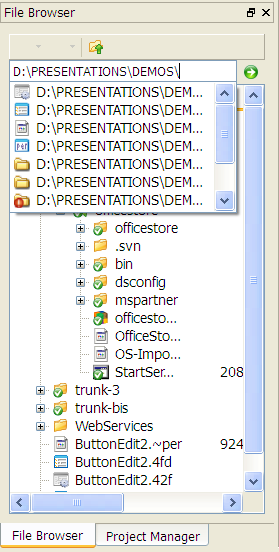 File Browser
D:\PRESENTATIONS\DEMOS\
D:\PRESENTATIONS\DEM...
D:\PRESENTATIONS\DEM...
D:\PRESENTATIONS\DEM...
D:\PRESENTATIONS\DEM...
D:\PRESENTATIONS\DEM...
D:\PRESENTATIONS\DEM...
D:\PRESENTATIONS\DEM...
officestore
officestore
.svn
bin
dsconfig
mspartner
officesto...
OfficeSto...
OS-Impo...
StartSer... 208
trunk-3
trunk-bis
WebServices
ButtonEdit2.~per 924
ButtonEdit2.4fd
ButtonEdit2.42f
File Browser Project Manager